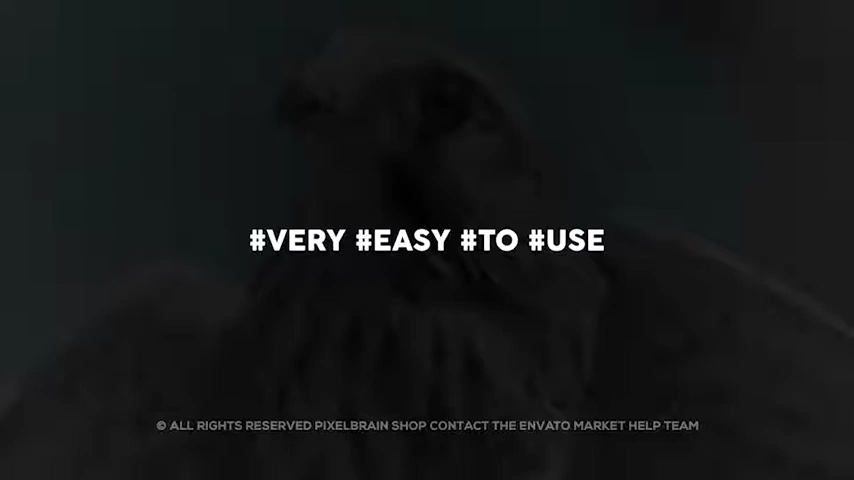 #VERY #EASY #TO #USE
© ALL RIGHTS RESERVED PIXELBRAIN SHOP CONTACT THE ENVATO MARKET HELP TEAM